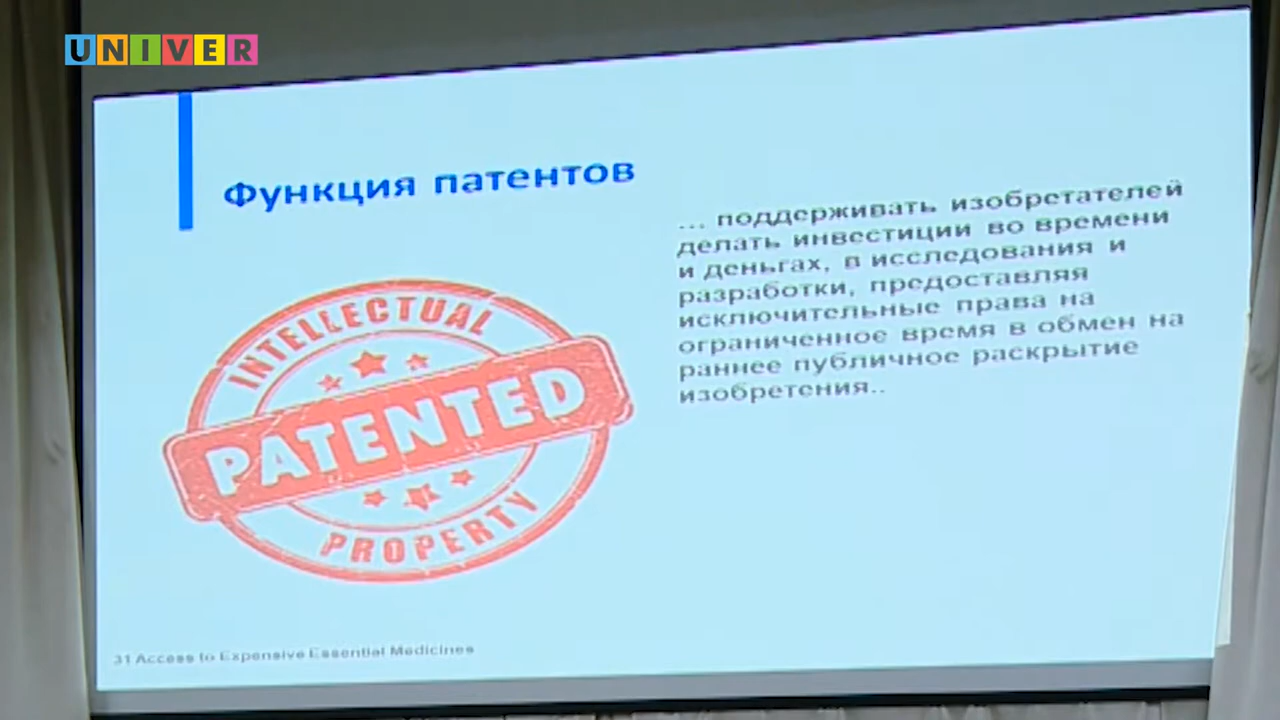 UNIVER
Функция патентов
... поддерживать изобретателей
делать инвестиции во времени
и деньгах, в исследования и
разработки, предоставляя
исключительные права на
ограниченное время в обмен на
раннее публичное раскрытие
изобретения..
INTELLECTUAL
PATENTED
PROPERTY
31 Access to Expensive Essential Medicines